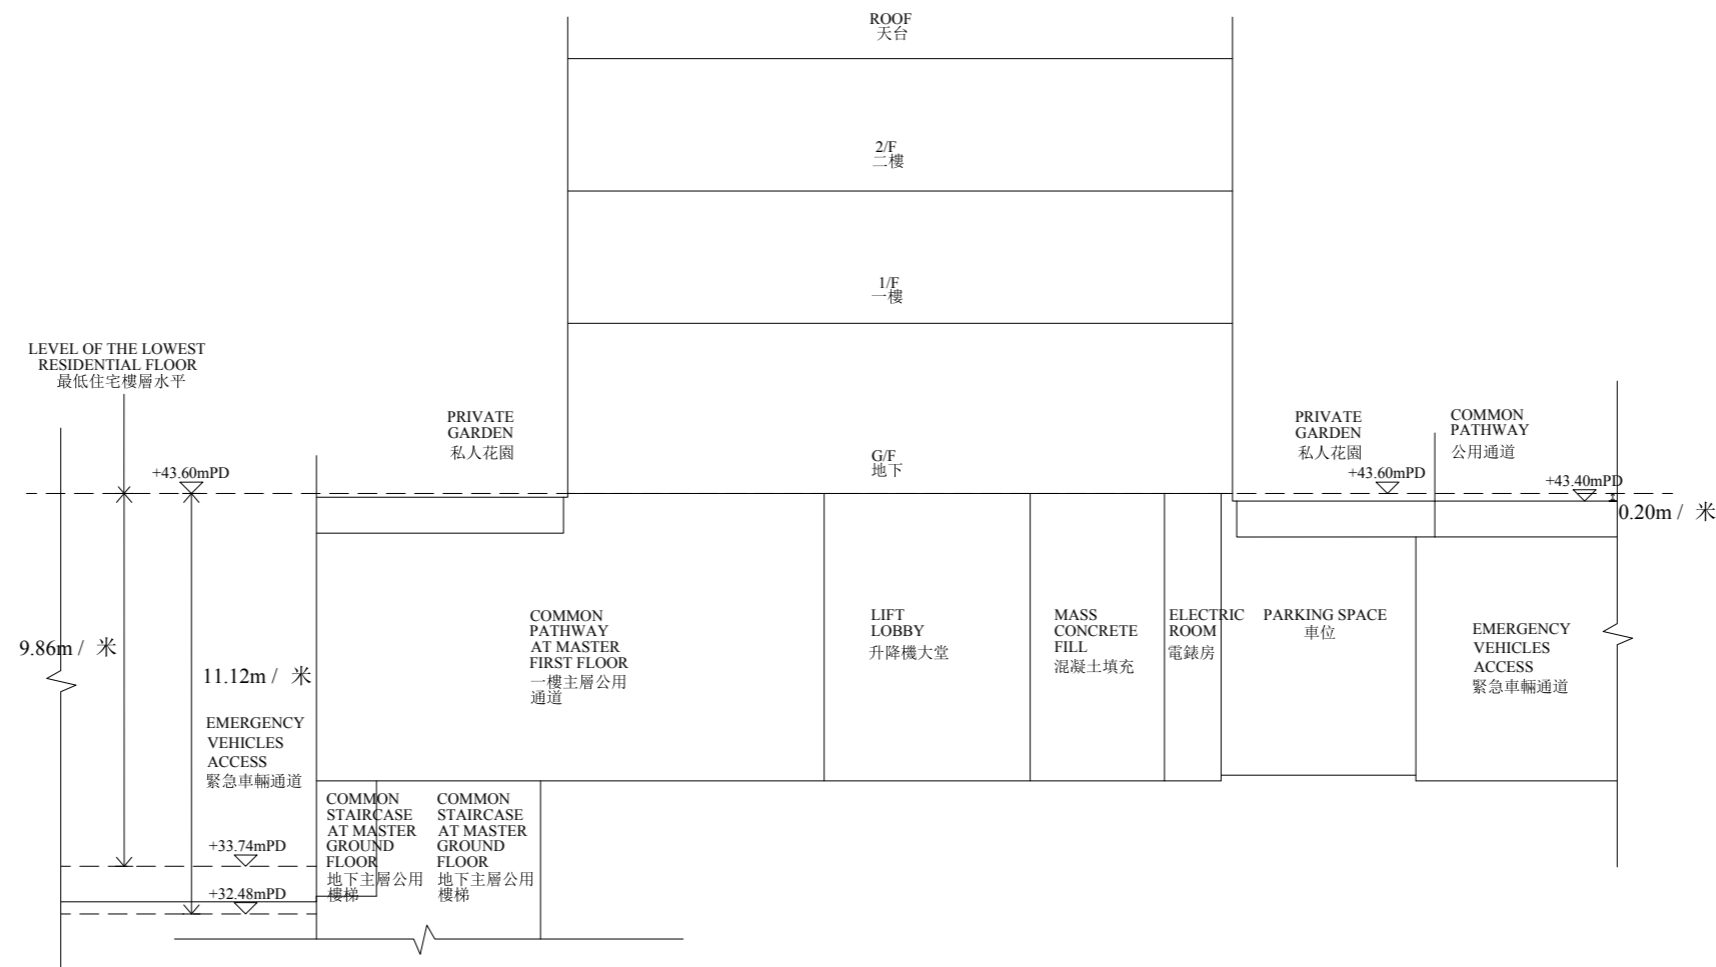 ROOF
天台
2/F
二樓
1/F
一樓
LEVEL OF THE LOWEST
RESIDENTIAL FLOOR
最低住宅樓層水平
PRIVATE
GARDEN
私人花園
G/F
地下
PRIVATE
GARDEN
私人花園
COMMON
PATHWAY
公用通道
+43.60mPD
+43.60mPD
+43.40mPD
0.20m / 米
9.86m / 米
11.12m / 米
EMERGENCY
VEHICLES
ACCESS
緊急車輛通道
COMMON
PATHWAY
AT MASTER
FIRST FLOOR
一樓主層公用
通道
LIFT
LOBBY
升降機大堂
MASS
CONCRETE
FILL
混凝土填充
ELECTRIC
ROOM
電錶房
PARKING SPACE
車位
EMERGENCY
VEHICLES
ACCESS
緊急車輛通道
COMMON
STAIRCASE
AT MASTER
GROUND
FLOOR
地下主層公用
樓梯
COMMON
STAIRCASE
AT MASTER
GROUND
FLOOR
地下主層公用
樓梯
+33.74mPD
+32.48mPD